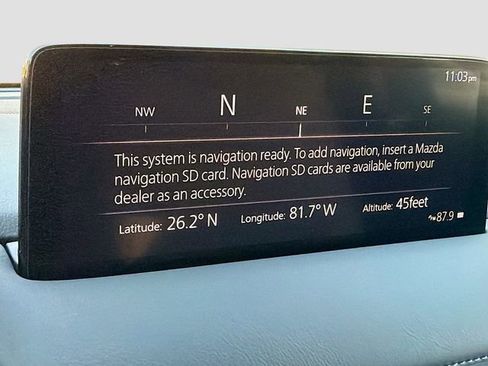 11:03 pm
NW N NE E SE
This system is navigation ready. To add navigation, insert a Mazda
navigation SD card. Navigation SD cards are available from your
dealer as an accessory.
Latitude: 26.2° N Longitude: 81.7° W Altitude: 45feet
87.9